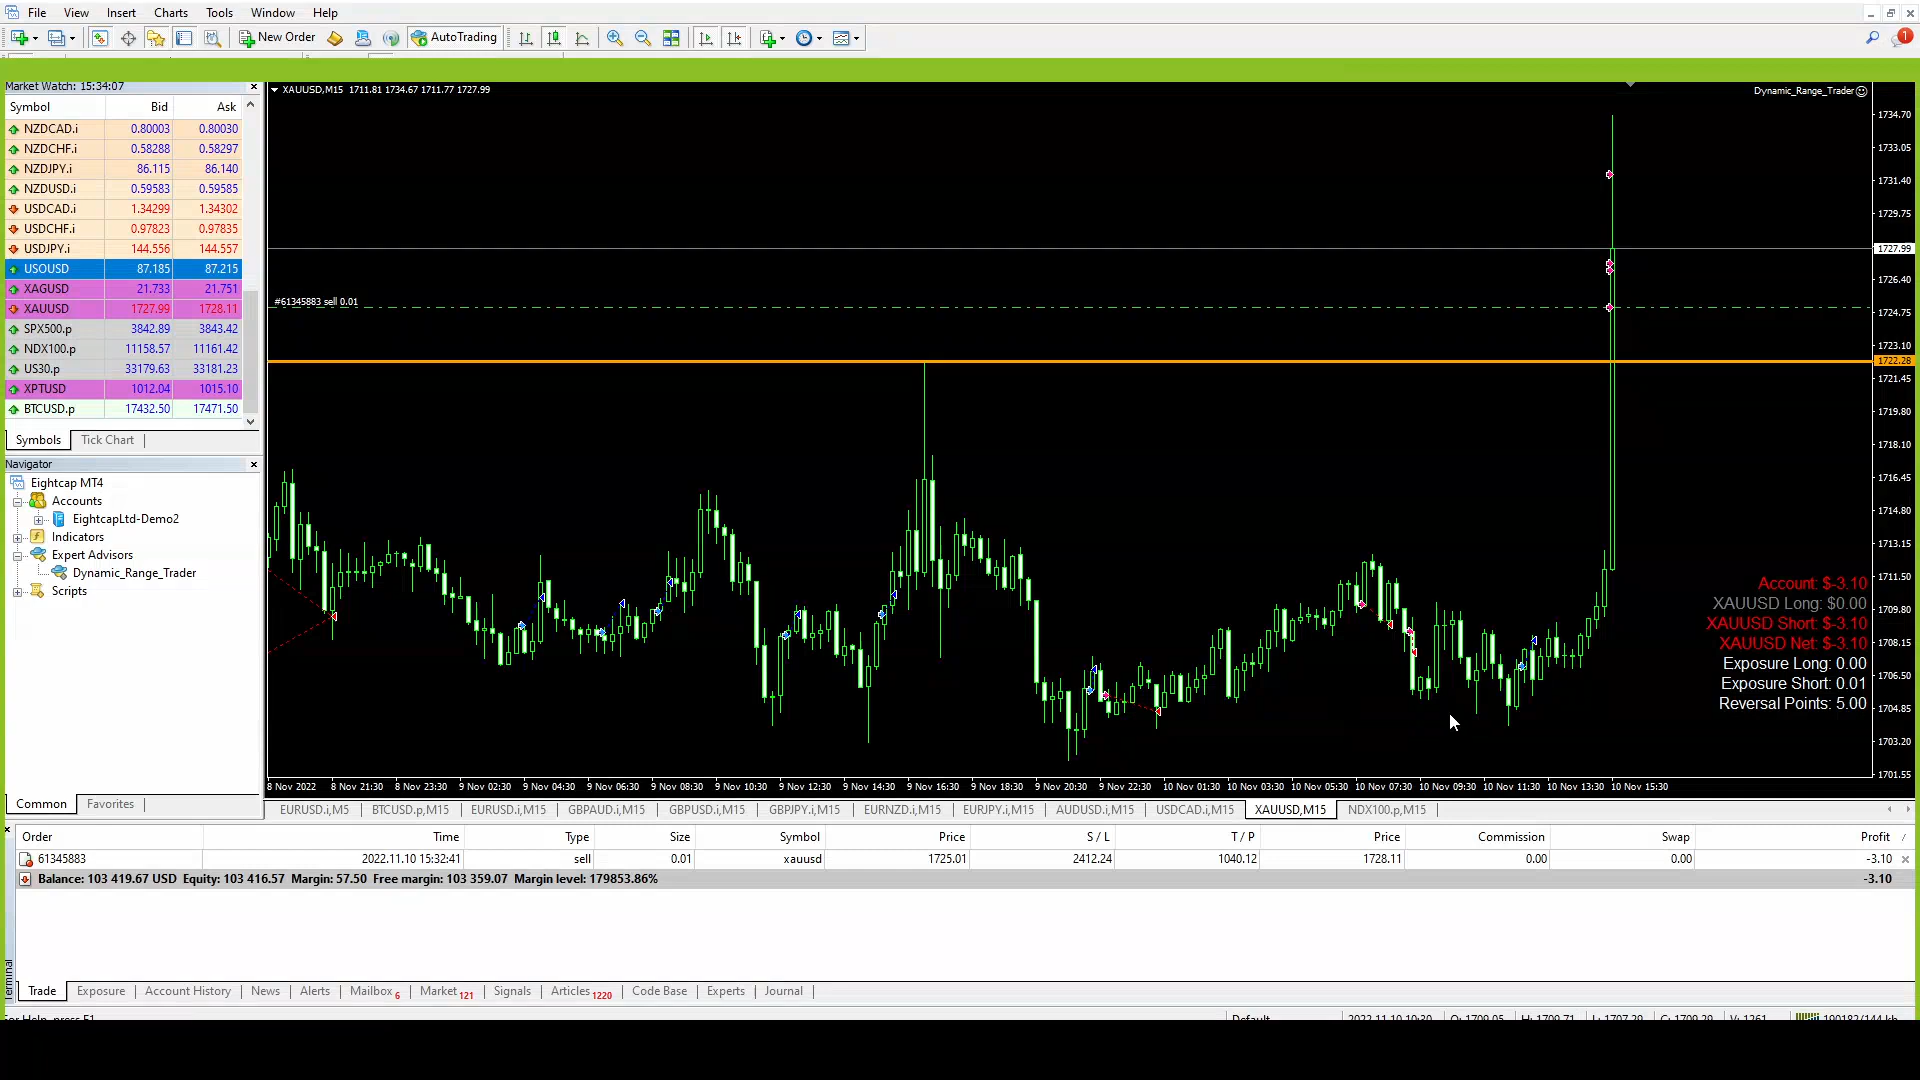 File View Insert Charts Tools Window Help
New Order AutoTrading 1
Market Watch: 15:34:07
Symbol Bid Ask
NZDCAD.i 0.80003 0.80030
NZDCHF.i 0.58288 0.58297
NZDJPY.i 86.115 86.140
NZDUSD.i 0.59583 0.59585
USDCAD.i 1.34299 1.34302
USDCHF.i 0.97823 0.97835
USDJPY.i 144.556 144.557
USOUSD 87.185 87.215
XAGUSD 21.733 21.751
XAUUSD 1727.99 1728.11
SPX500.p 3842.89 3843.42
NDX100.p 11158.57 11161.42
US30.p 33179.63 33181.23
XPTUSD 1012.04 1015.10
BTCUSD.p 17432.50 17471.50
Symbols Tick Chart
Navigator
Eightcap MT4
Accounts
EightcapLtd-Demo2
Indicators
Expert Advisors
Dynamic_Range_Trader
Scripts
Common Favorites
XAUUSD,M15 1711.81 1734.67 1711.77 1727.99
Dynamic_Range_Trader
#61345883 sell 0.01
1734.70
1733.05
1731.40
1729.75
1727.99
1726.40
1724.75
1723.10
1722.28
1721.45
1719.80
1718.10
1716.45
1714.80
1713.15
1711.50
1709.80
1708.15
1706.50
1704.85
1703.20
1701.55
Account: $-3.10
XAUUSD Long: $0.00
XAUUSD Short: $-3.10
XAUUSD Net: $-3.10
Exposure Long: 0.00
Exposure Short: 0.01
Reversal Points: 5.00
8 Nov 2022 8 Nov 21:30 8 Nov 23:30 9 Nov 02:30 9 Nov 04:30 9 Nov 06:30 9 Nov 08:30 9 Nov 10:30 9 Nov 12:30 9 Nov 14:30 9 Nov 16:30 9 Nov 18:30 9 Nov 20:30 9 Nov 22:30 10 Nov 01:30 10 Nov 03:30 10 Nov 05:30 10 Nov 07:30 10 Nov 09:30 10 Nov 11:30 10 Nov 13:30 10 Nov 15:30
EURUSD.i,M5 BTCUSD.p,M15 EURUSD.i,M15 GBPAUD.i,M15 GBPUSD.i,M15 GBPJPY.i,M15 EURNZD.i,M15 EURJPY.i,M15 AUDUSD.i,M15 USDCAD.i,M15 XAUUSD,M15 NDX100.p,M15
Order Time Type Size Symbol Price S / L T / P Price Commission Swap Profit
61345883 2022.11.10 15:32:41 sell 0.01 xauusd 1725.01 2412.24 1040.12 1728.11 0.00 0.00 -3.10
Balance: 103 419.67 USD Equity: 103 416.57 Margin: 57.50 Free margin: 103 359.07 Margin level: 179853.86% -3.10
Terminal
Trade Exposure Account History News Alerts Mailbox 6 Market 121 Signals Articles 1220 Code Base Experts Journal